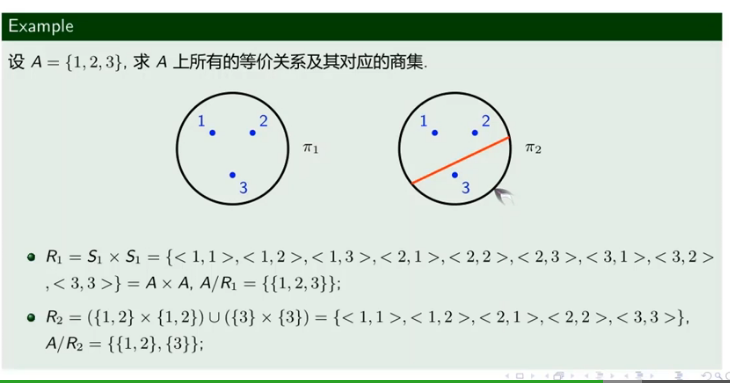 Example
设 A = {1, 2, 3}, 求 A 上所有的等价关系及其对应的商集.
1 2 3 π₁
1 2 3 π₂
R₁ = S₁ × S₁ = {< 1, 1 >, < 1, 2 >, < 1, 3 >, < 2, 1 >, < 2, 2 >, < 2, 3 >, < 3, 1 >, < 3, 2 >
, < 3, 3 >} = A × A, A/R₁ = {{1, 2, 3}};
R₂ = ({1, 2} × {1, 2}) ∪ ({3} × {3}) = {< 1, 1 >, < 1, 2 >, < 2, 1 >, < 2, 2 >, < 3, 3 >},
A/R₂ = {{1, 2}, {3}};